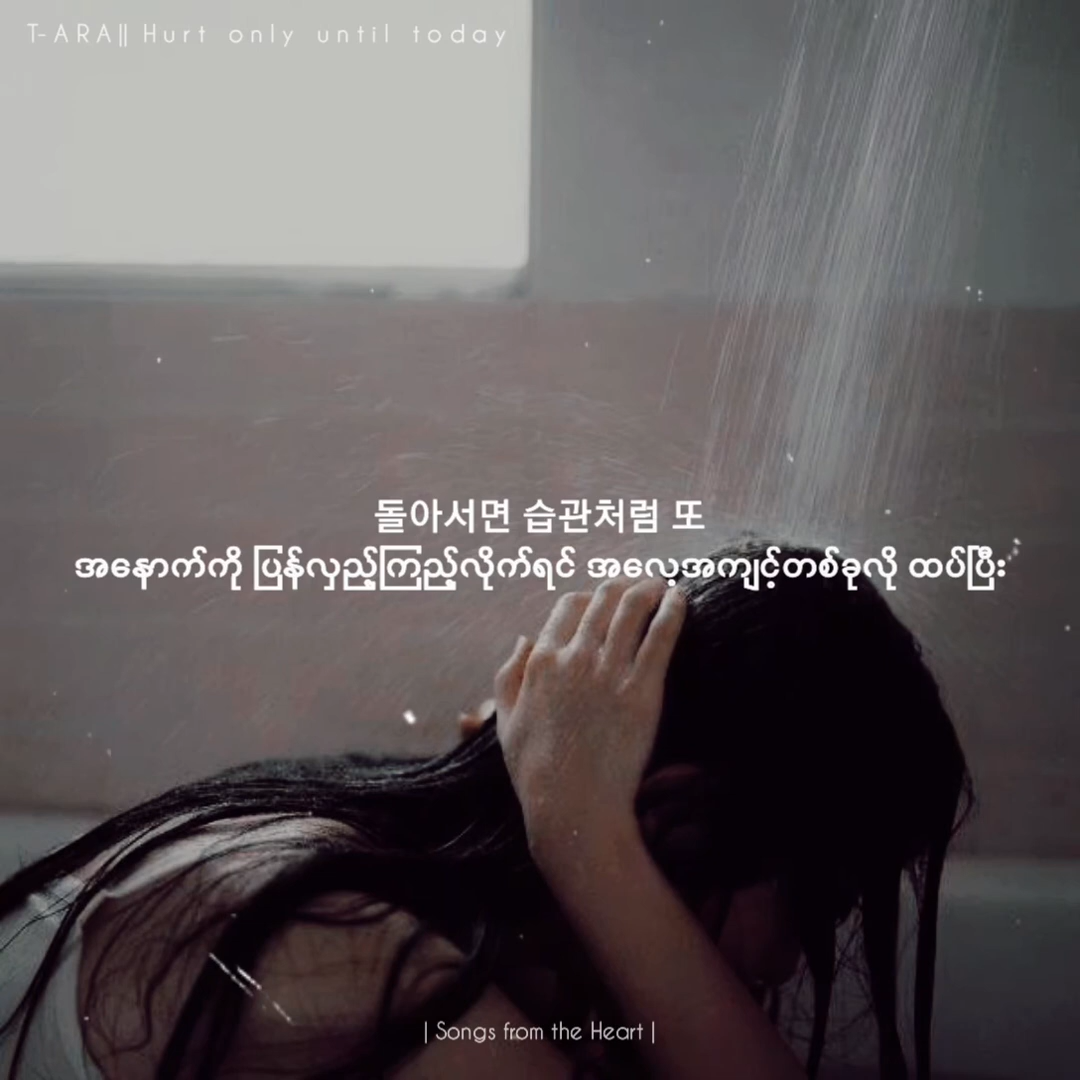 T-ARA|| Hurt only until today
돌아서면 습관처럼 또
အနောက်ကို ပြန်လှည့်ကြည့်လိုက်ရင် အလေ့အကျင့်တစ်ခုလို ထပ်ပြီး
| Songs from the Heart |